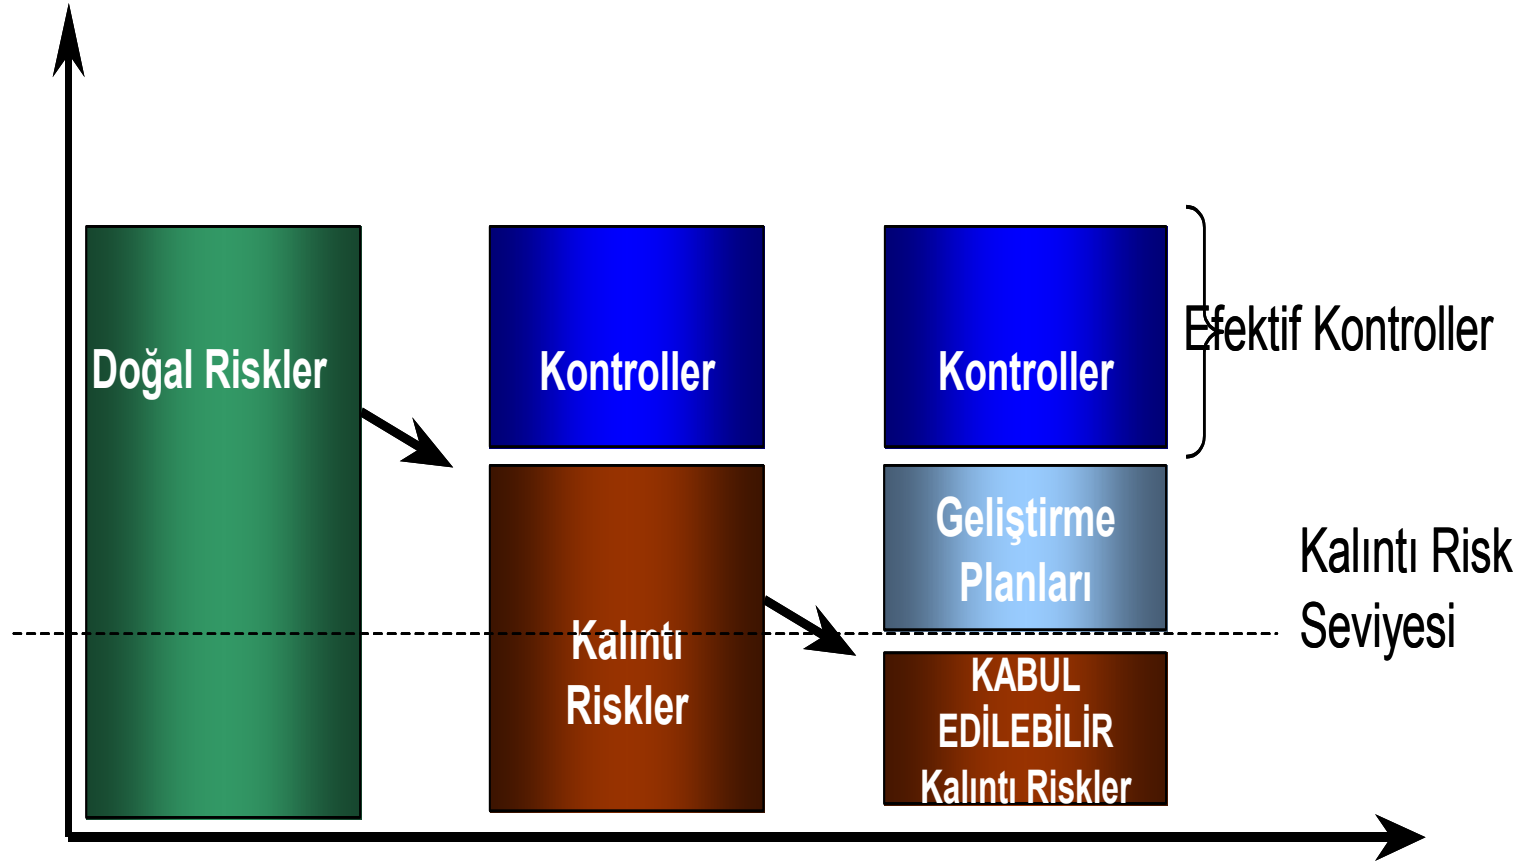 Doğal Riskler
Kontroller
Kontroller
Efektif Kontroller
Geliştirme
Planları
Kalıntı Risk
Seviyesi
Kalıntı
Riskler
KABUL
EDİLEBİLİR
Kalıntı Riskler